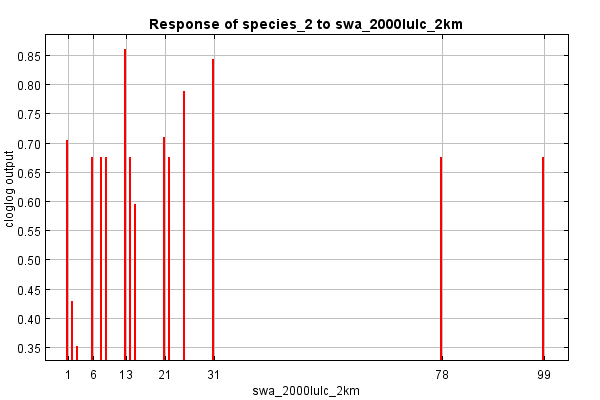 Response of species_2 to swa_2000lulc_2km
0.85
0.80
0.75
0.70
0.65
0.60
0.55
0.50
0.45
0.40
0.35
cloglog output
1 6 13 21 31 78 99
swa_2000lulc_2km